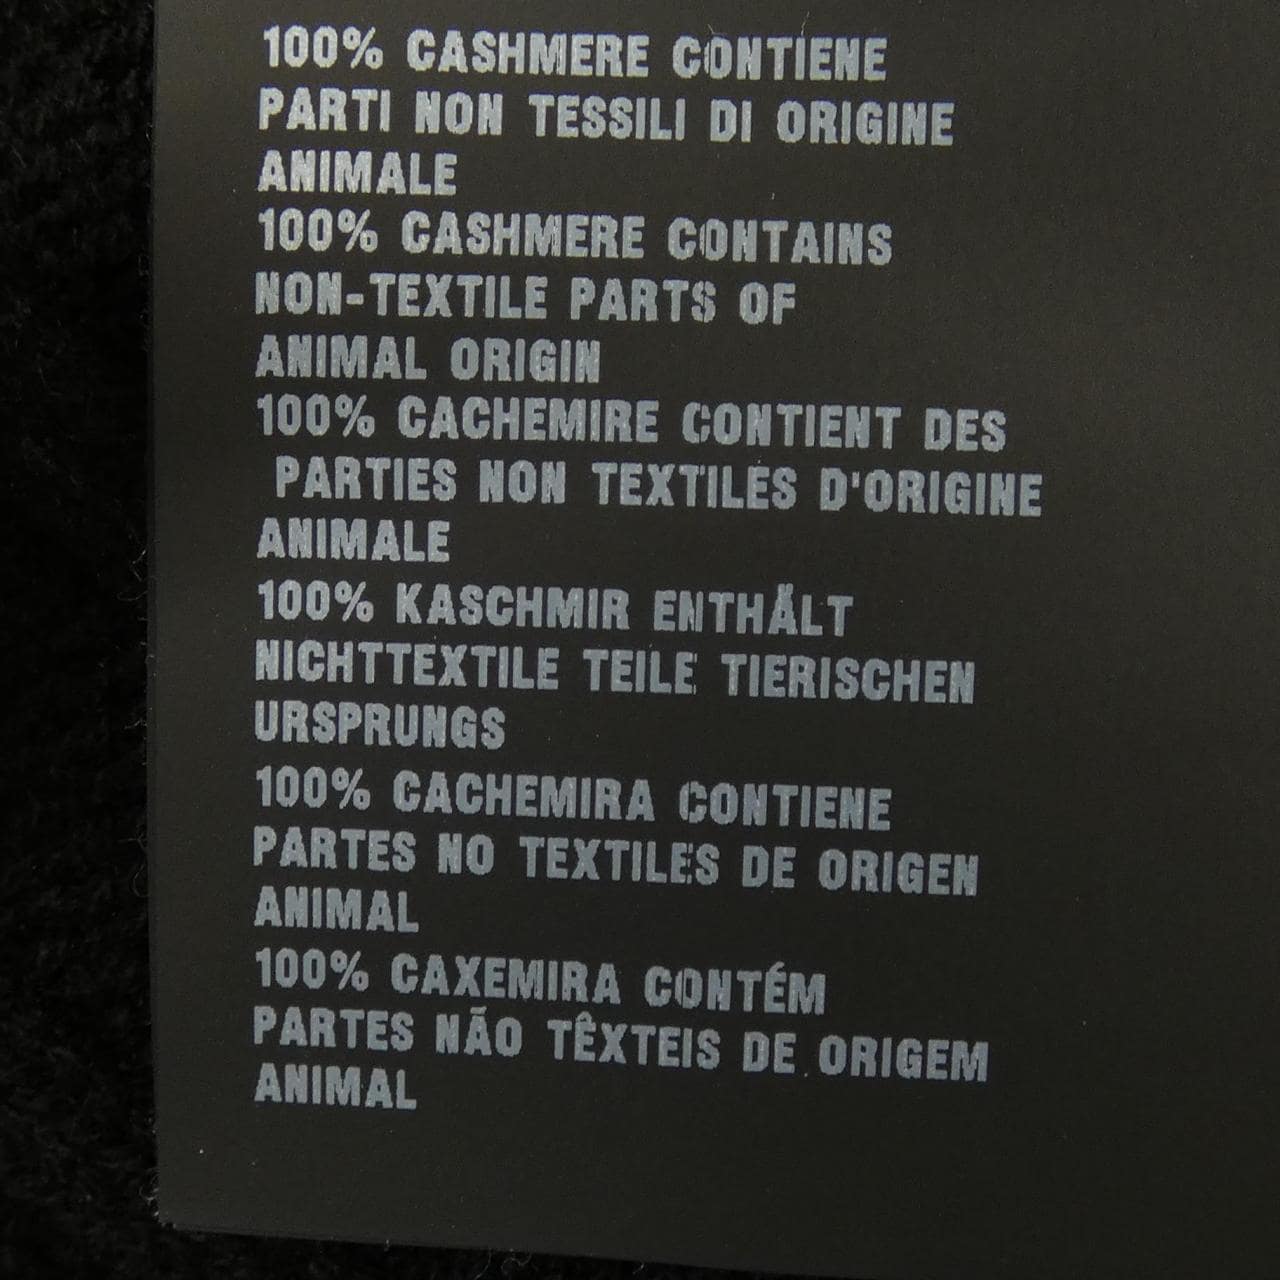 100% CASHMERE CONTIENE
PARTI NON TESSILI DI ORIGINE
ANIMALE
100% CASHMERE CONTAINS
NON-TEXTILE PARTS OF
ANIMAL ORIGIN
100% CACHEMIRE CONTIENT DES
PARTIES NON TEXTILES D'ORIGINE
ANIMALE
100% KASCHMIR ENTHÄLT
NICHTTEXTILE TEILE TIERISCHEN
URSPRUNGS
100% CACHEMIRA CONTIENE
PARTES NO TEXTILES DE ORIGEN
ANIMAL
100% CAXEMIRA CONTÉM
PARTES NÃO TÊXTEIS DE ORIGEM
ANIMAL